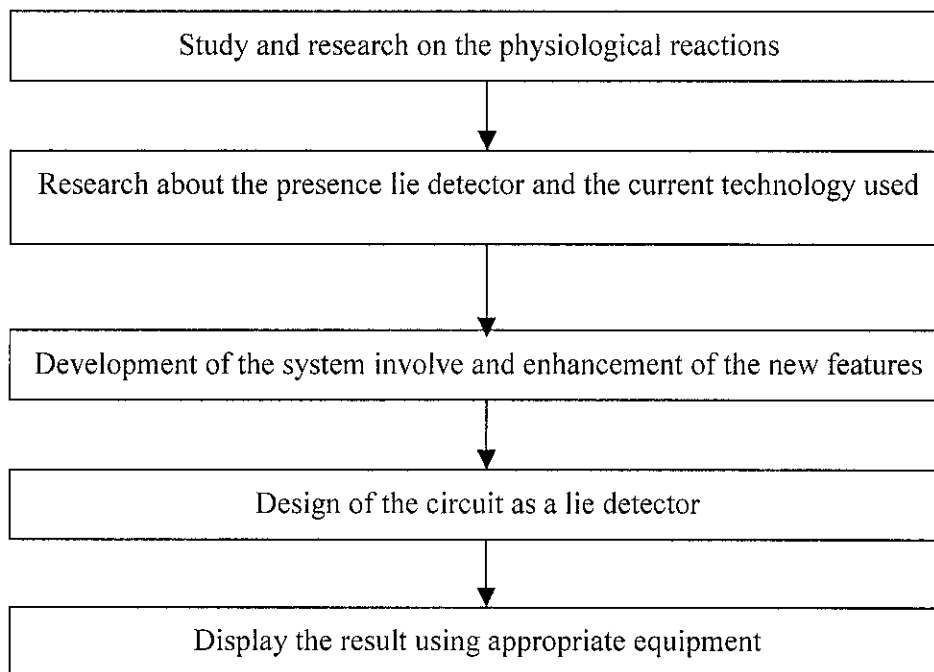 Study and research on the physiological reactions
Research about the presence lie detector and the current technology used
Development of the system involve and enhancement of the new features
Design of the circuit as a lie detector
Display the result using appropriate equipment